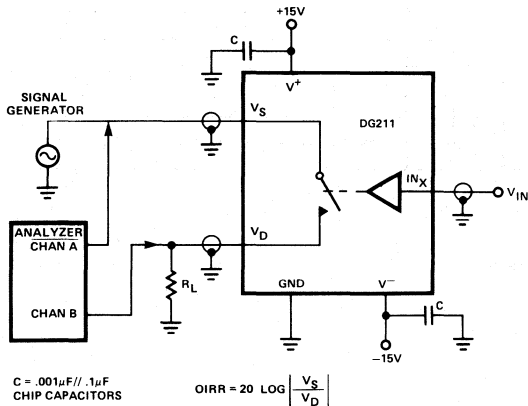 +15V
C
V+
SIGNAL
GENERATOR
VS
DG211
INX
VIN
ANALYZER
CHAN A
VD
RL
CHAN B
GND
V−
C
−15V
C = .001µF// .1µF
CHIP CAPACITORS
OIRR = 20 LOG |VS/VD|